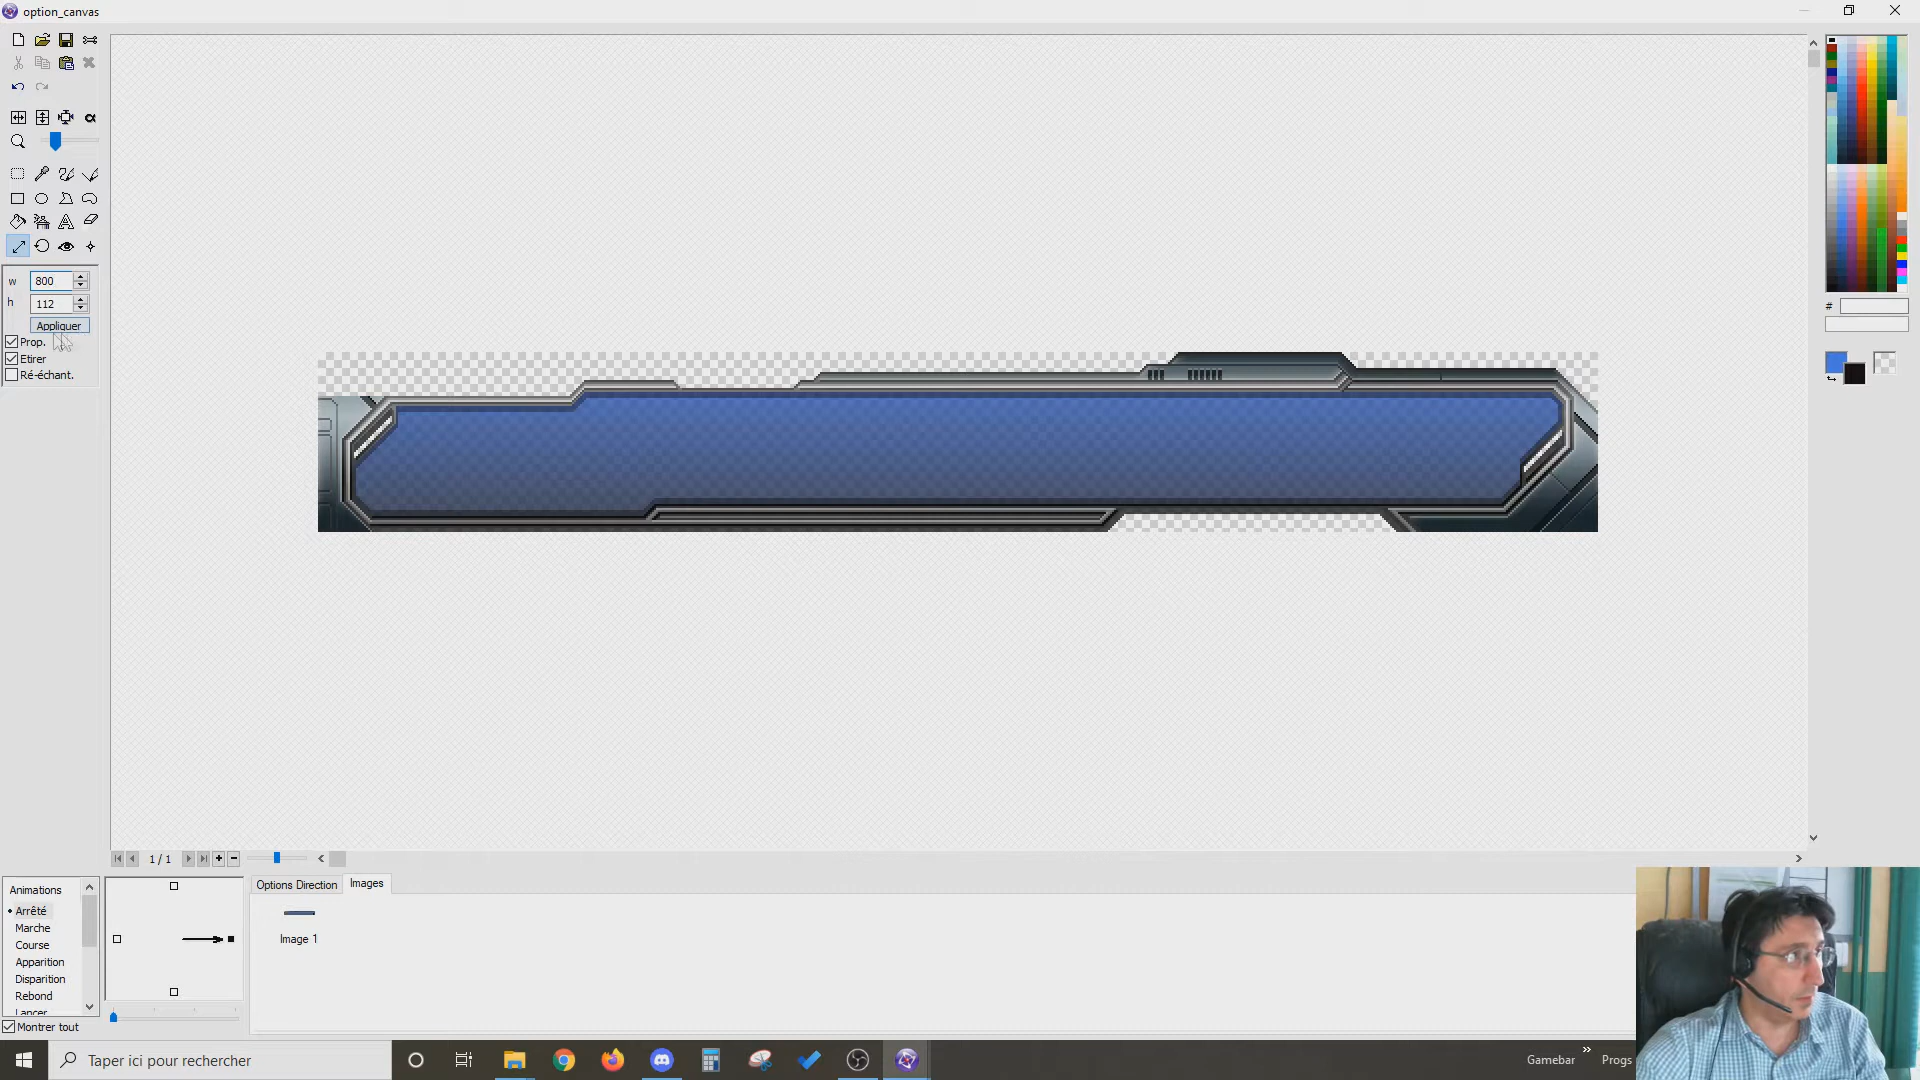 option_canvas
w 800
h 112
Appliquer
Prop.
Etirer
Ré-échant.
#
1 / 1
Animations
Arrêté
Marche
Course
Apparition
Disparition
Rebond
Lancer
Montrer tout
Options Direction
Images
Image 1
Taper ici pour rechercher
Gamebar
Progs